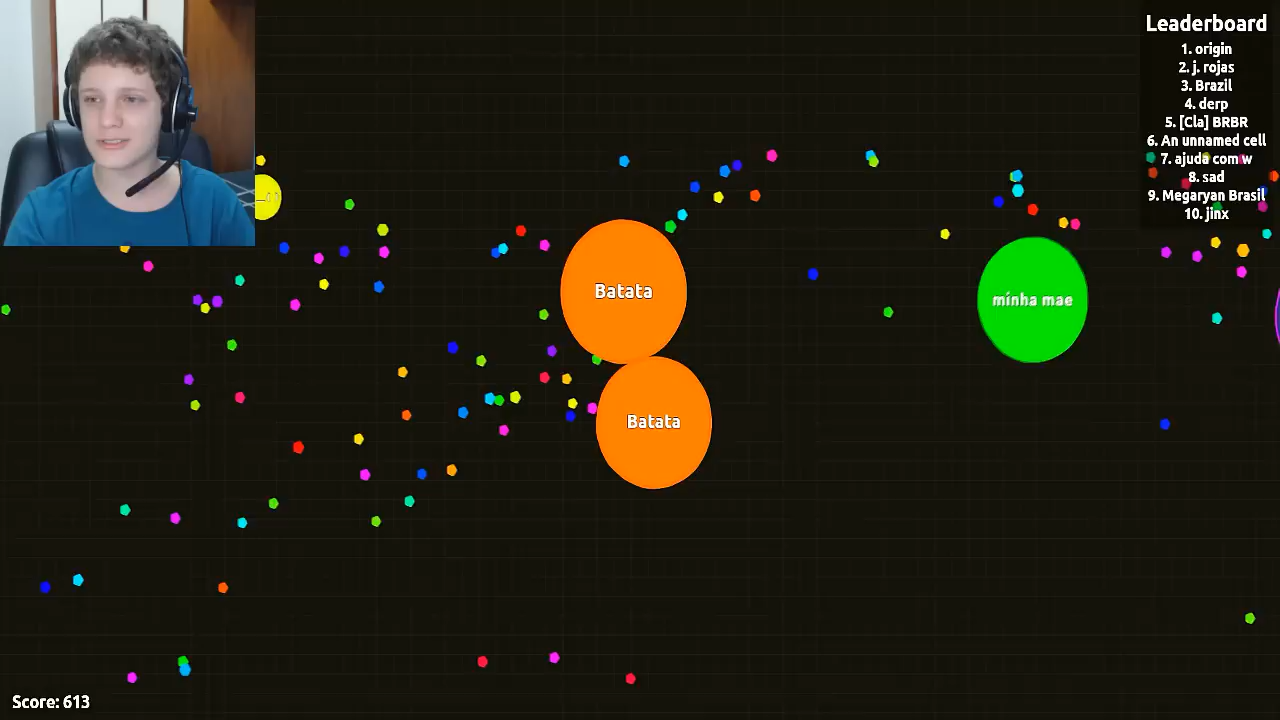 Leaderboard
1. origin
2. j. rojas
3. Brazil
4. derp
5. [Cla] BRBR
6. An unnamed cell
7. ajuda com w
8. sad
9. Megaryan Brasil
10. jinx
Batata
minha mae
Batata
Score: 613